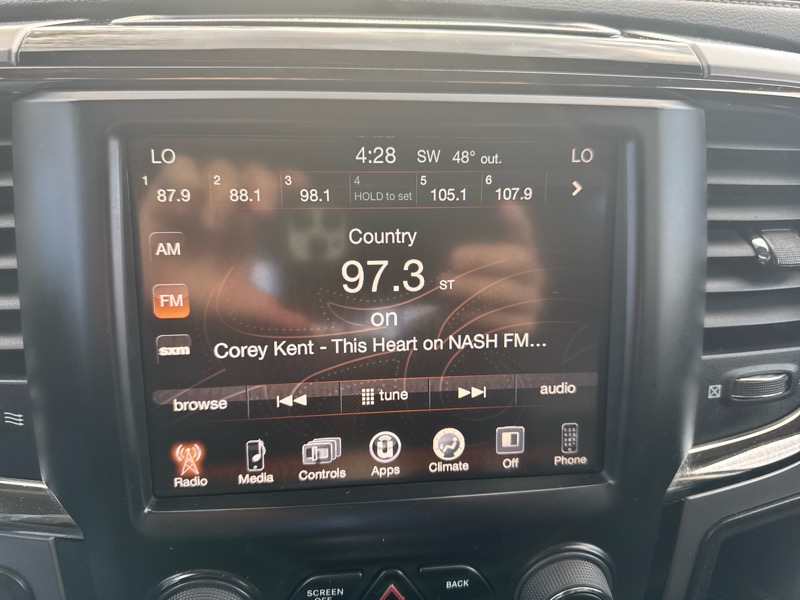 LO 4:28 SW 48° out. LO
1 87.9 2 88.1 3 98.1 4 HOLD to set 5 105.1 6 107.9
Country
AM
97.3 ST
FM
on
sxm
Corey Kent - This Heart on NASH FM...
browse tune audio
Radio Media Controls Apps Climate Off Phone
SCREEN OFF BACK